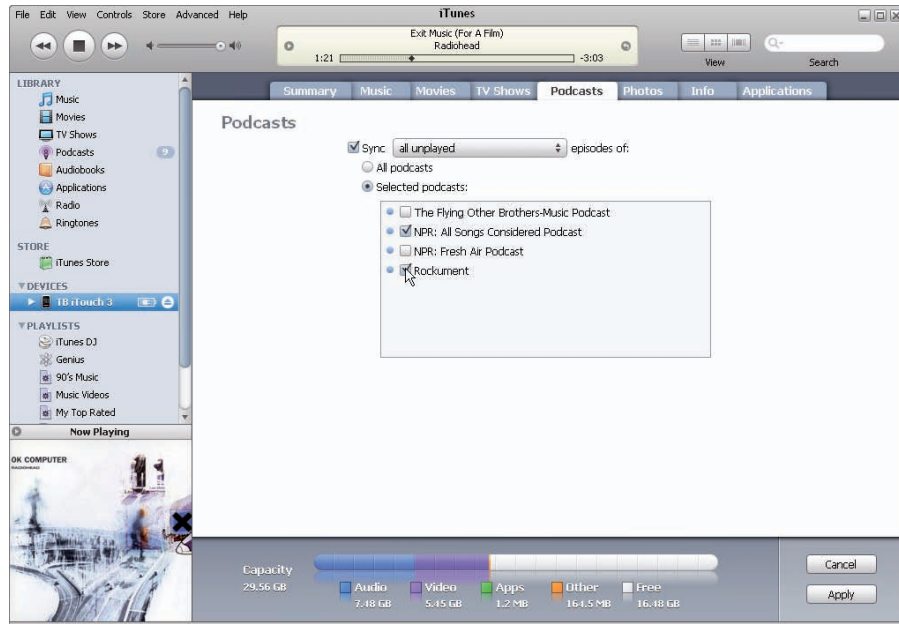 File Edit View Controls Store Advanced Help
iTunes
Exit Music (For A Film)
Radiohead
1:21 -3:03
View
Search
LIBRARY
Music
Movies
TV Shows
Podcasts 9
Audiobooks
Applications
Radio
Ringtones
STORE
iTunes Store
DEVICES
TB iTouch 3
PLAYLISTS
iTunes DJ
Genius
90's Music
Music Videos
My Top Rated
Now Playing
OK COMPUTER
RADIOHEAD
Summary Music Movies TV Shows Podcasts Photos Info Applications
Podcasts
Sync all unplayed episodes of:
All podcasts
Selected podcasts:
The Flying Other Brothers-Music Podcast
NPR: All Songs Considered Podcast
NPR: Fresh Air Podcast
Rockument
Capacity
29.56 GB
Audio Video Apps Other Free
7.48 GB 5.45 GB 1.2 MB 164.5 MB 16.48 GB
Cancel
Apply